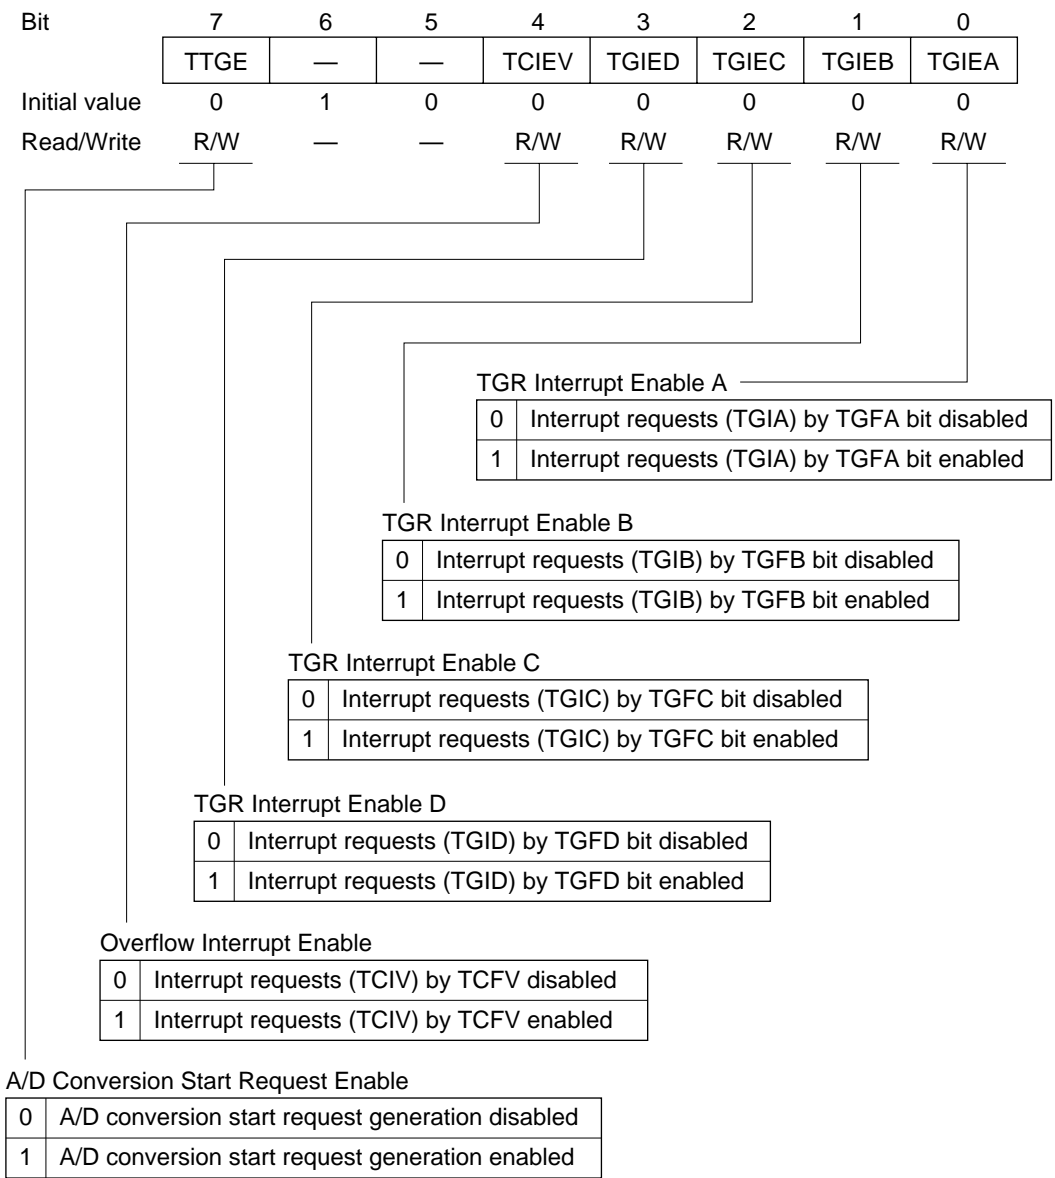 Bit 7 6 5 4 3 2 1 0
TTGE — — TCIEV TGIED TGIEC TGIEB TGIEA
Initial value 0 1 0 0 0 0 0 0
Read/Write R/W — — R/W R/W R/W R/W R/W
TGR Interrupt Enable A
0 Interrupt requests (TGIA) by TGFA bit disabled
1 Interrupt requests (TGIA) by TGFA bit enabled
TGR Interrupt Enable B
0 Interrupt requests (TGIB) by TGFB bit disabled
1 Interrupt requests (TGIB) by TGFB bit enabled
TGR Interrupt Enable C
0 Interrupt requests (TGIC) by TGFC bit disabled
1 Interrupt requests (TGIC) by TGFC bit enabled
TGR Interrupt Enable D
0 Interrupt requests (TGID) by TGFD bit disabled
1 Interrupt requests (TGID) by TGFD bit enabled
Overflow Interrupt Enable
0 Interrupt requests (TCIV) by TCFV disabled
1 Interrupt requests (TCIV) by TCFV enabled
A/D Conversion Start Request Enable
0 A/D conversion start request generation disabled
1 A/D conversion start request generation enabled